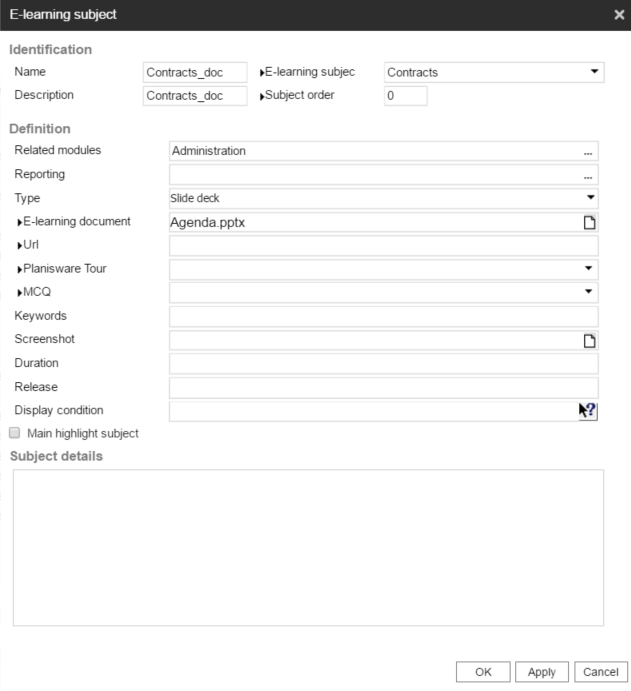 E-learning subject
Identification
Name Contracts_doc E-learning subjec Contracts
Description Contracts_doc Subject order 0
Definition
Related modules Administration ...
Reporting ...
Type Slide deck
E-learning document Agenda.pptx
Url
Planisware Tour
MCQ
Keywords
Screenshot
Duration
Release
Display condition ?
Main highlight subject
Subject details
OK Apply Cancel